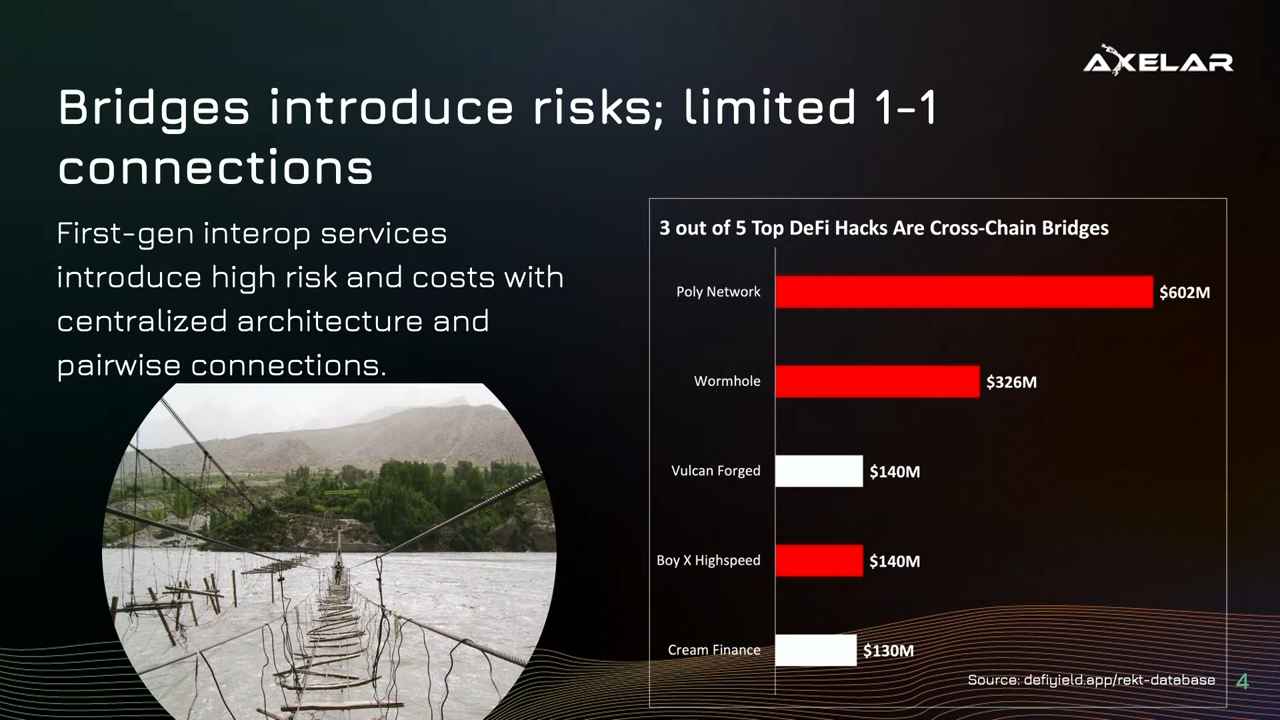 AXELAR
Bridges introduce risks; limited 1-1
connections
First-gen interop services
introduce high risk and costs with
centralized architecture and
pairwise connections.
3 out of 5 Top DeFi Hacks Are Cross-Chain Bridges
Poly Network $602M
Wormhole $326M
Vulcan Forged $140M
Boy X Highspeed $140M
Cream Finance $130M
Source: defiyield.app/rekt-database 4